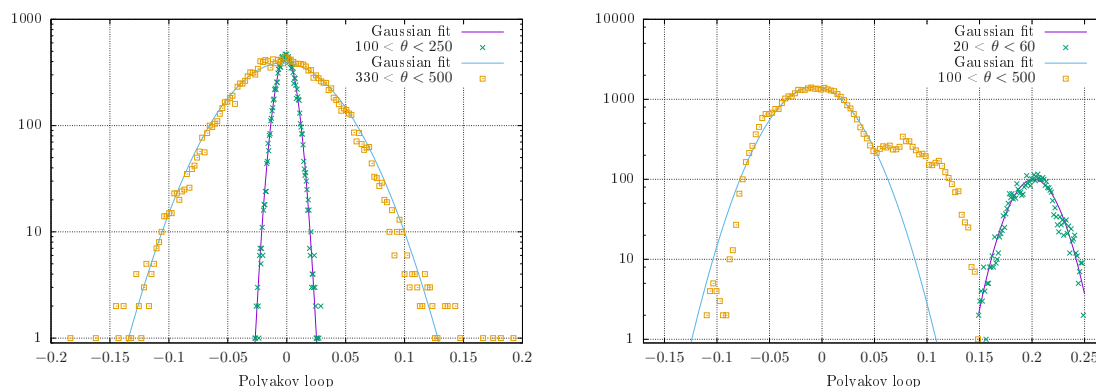 1000
100
10
1
−0.2
−0.15
−0.1
−0.05
0
0.05
0.1
0.15
0.2
Polyakov loop
Gaussian fit
100 < θ < 250
Gaussian fit
330 < θ < 500
10000
1000
100
10
1
−0.15
−0.1
−0.05
0
0.05
0.1
0.15
0.2
0.25
Polyakov loop
Gaussian fit
20 < θ < 60
Gaussian fit
100 < θ < 500